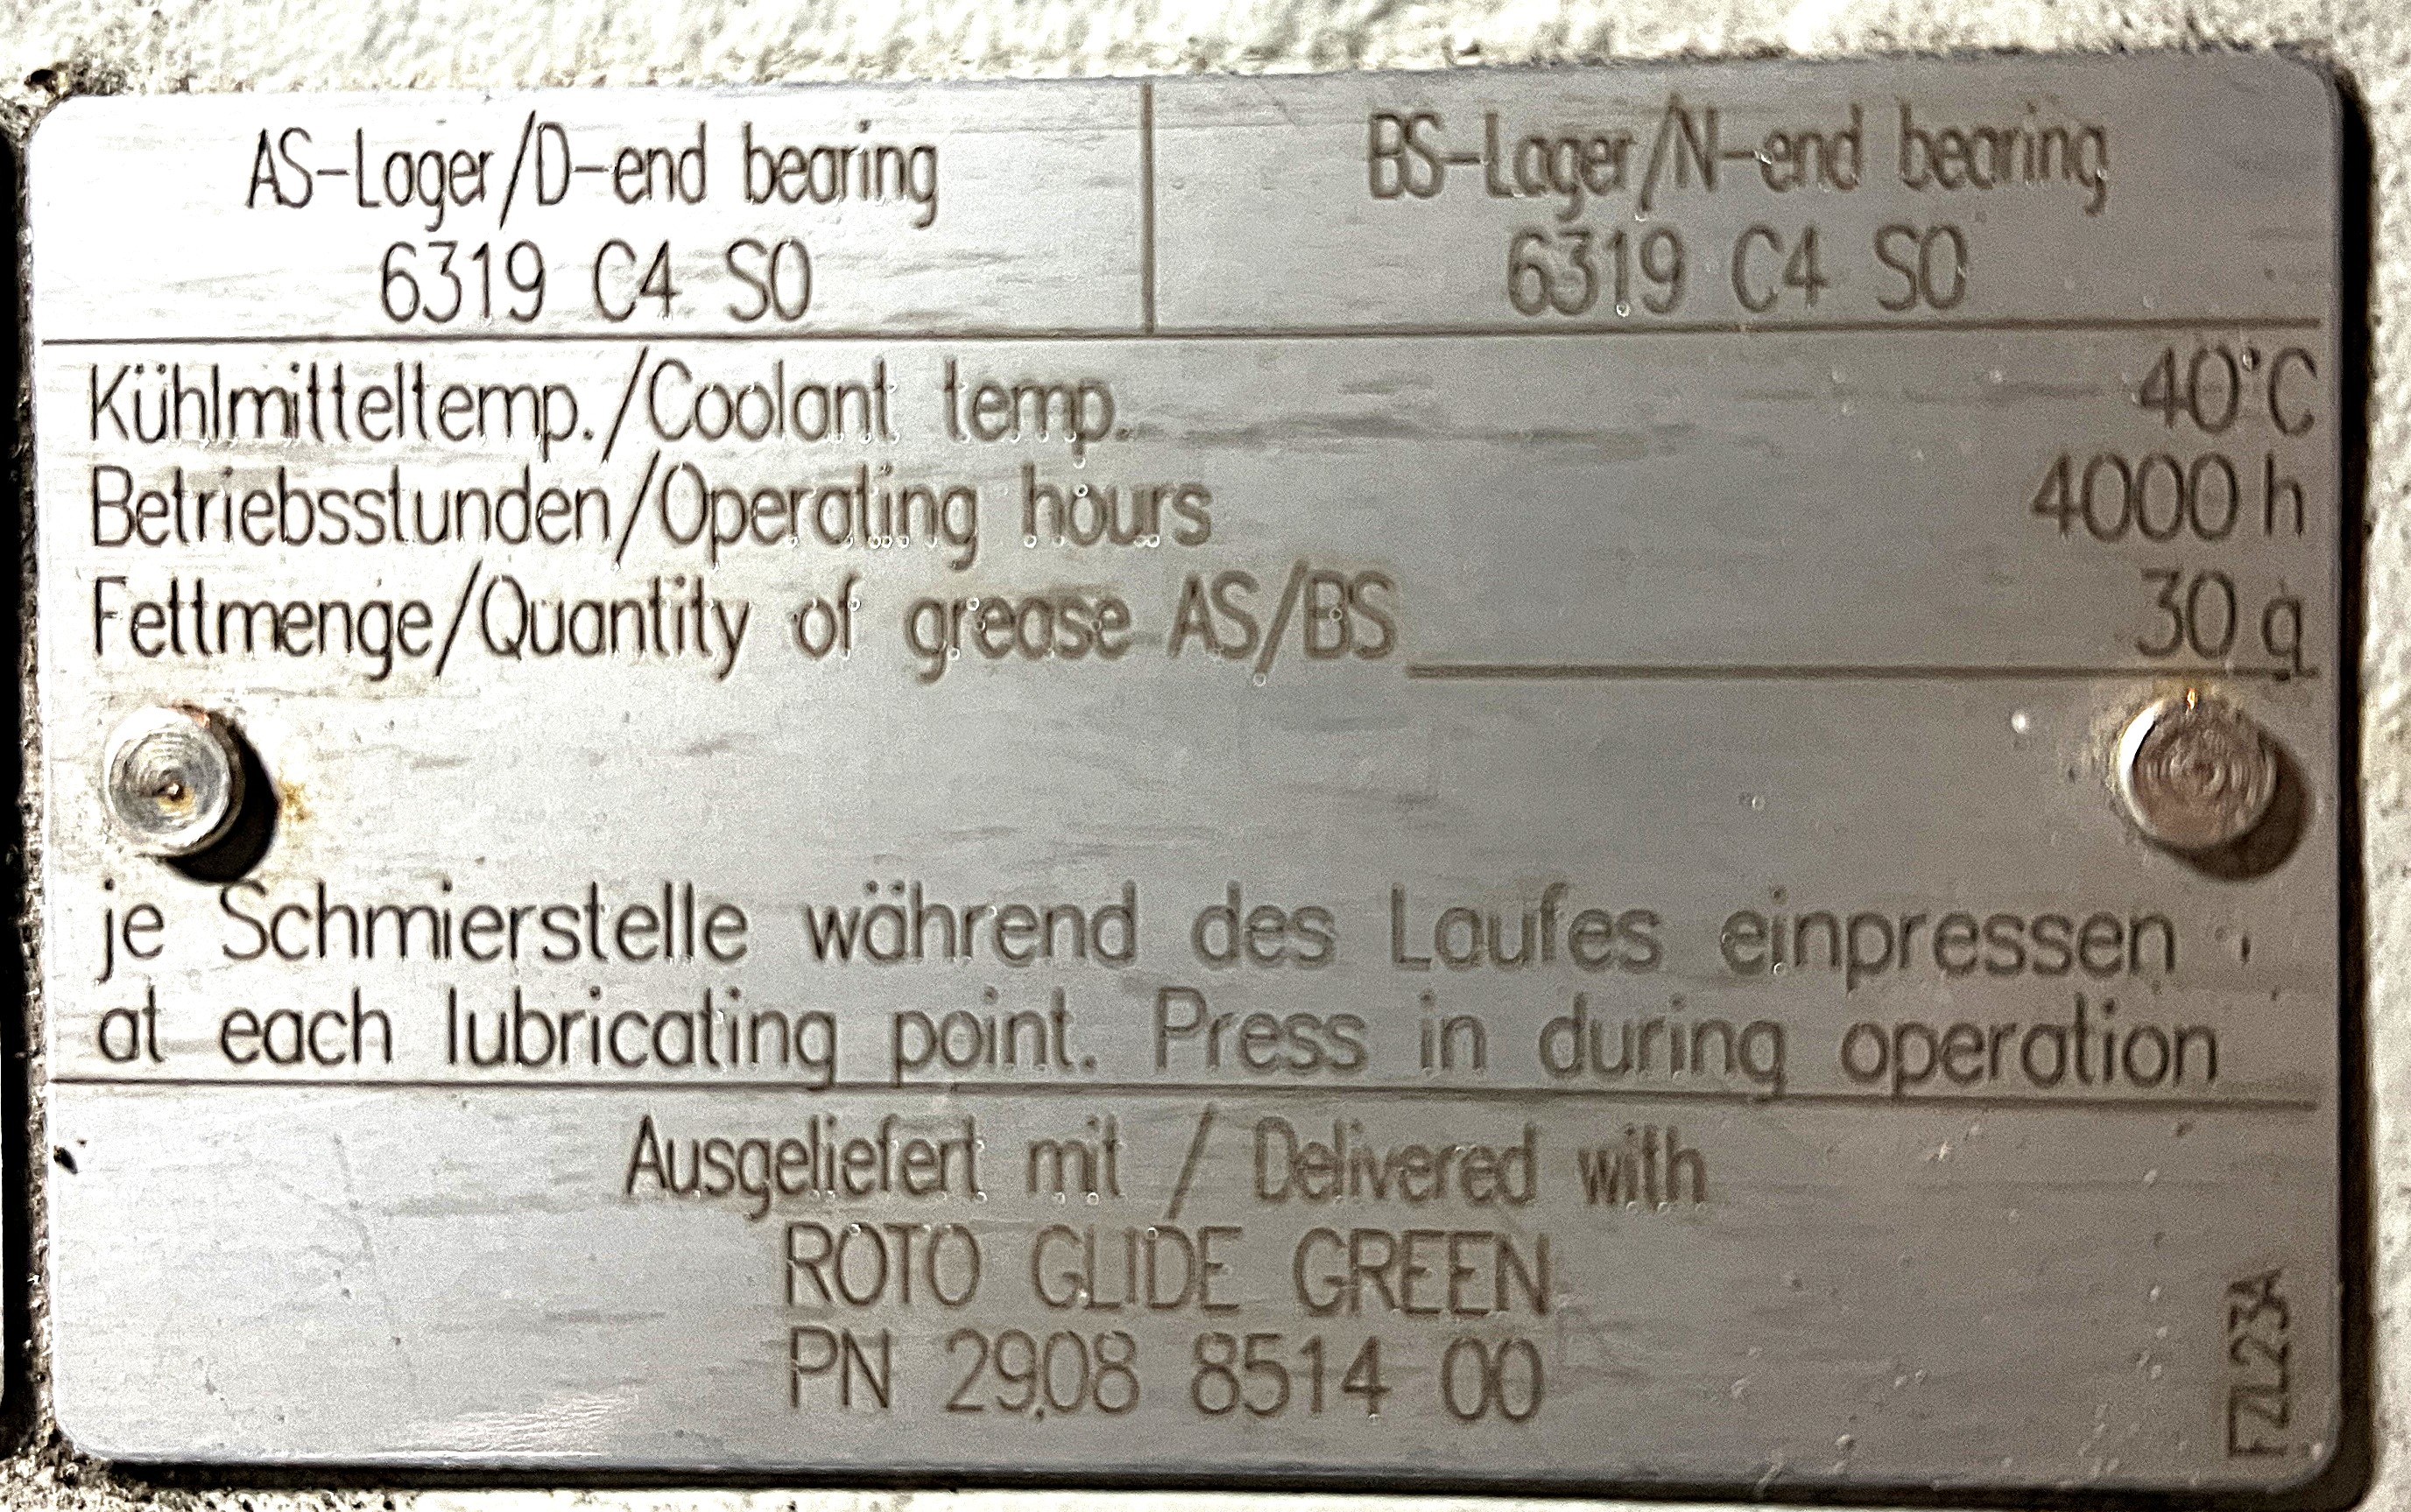 AS-Lager/D-end bearing
6319 C4 S0
BS-Lager/N-end bearing
6319 C4 S0
Kühlmitteltemp./Coolant temp. 40°C
Betriebsstunden/Operating hours 4000 h
Fettmenge/Quantity of grease AS/BS 30 g
je Schmierstelle während des Laufes einpressen
at each lubricating point. Press in during operation
Ausgeliefert mit / Delivered with
ROTO GLIDE GREEN
PN 2908 8514 00
FZL23A